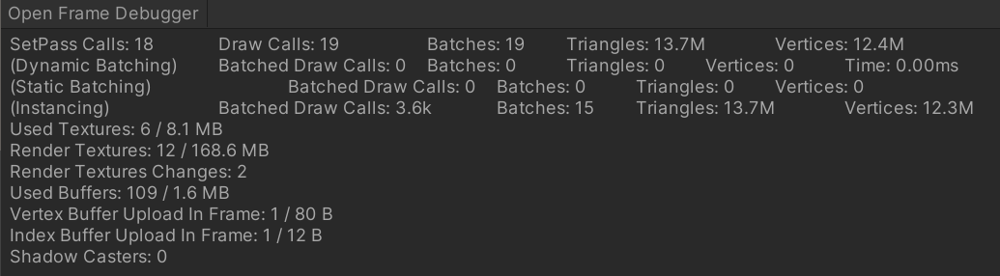 Open Frame Debugger
SetPass Calls: 18 Draw Calls: 19 Batches: 19 Triangles: 13.7M Vertices: 12.4M
(Dynamic Batching) Batched Draw Calls: 0 Batches: 0 Triangles: 0 Vertices: 0 Time: 0.00ms
(Static Batching) Batched Draw Calls: 0 Batches: 0 Triangles: 0 Vertices: 0
(Instancing) Batched Draw Calls: 3.6k Batches: 15 Triangles: 13.7M Vertices: 12.3M
Used Textures: 6 / 8.1 MB
Render Textures: 12 / 168.6 MB
Render Textures Changes: 2
Used Buffers: 109 / 1.6 MB
Vertex Buffer Upload In Frame: 1 / 80 B
Index Buffer Upload In Frame: 1 / 12 B
Shadow Casters: 0